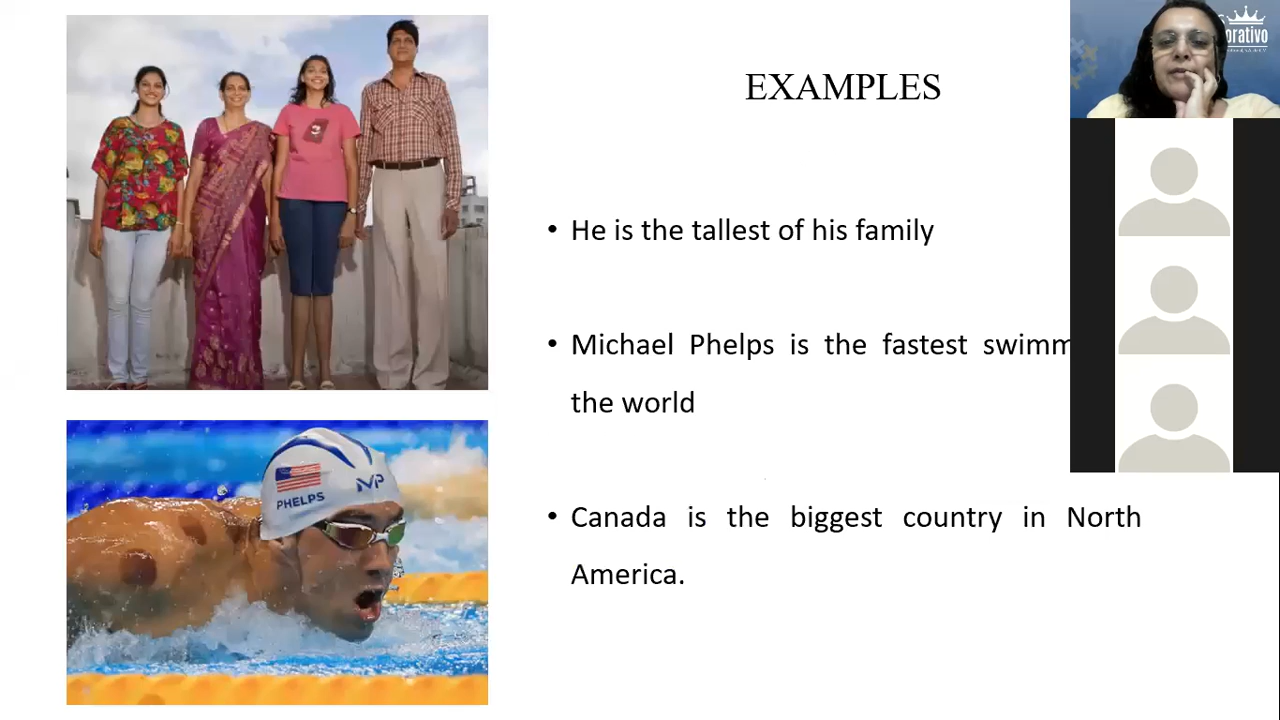 EXAMPLES
• He is the tallest of his family
• Michael Phelps is the fastest
the world
• Canada is the biggest country in North
America.
PHELPS
MP